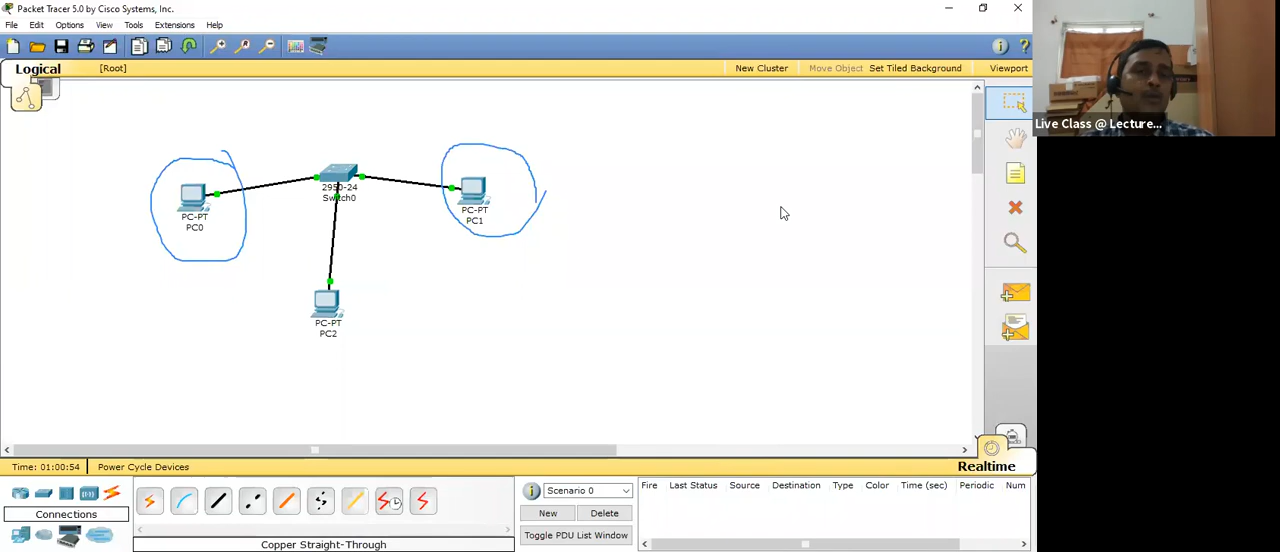 Packet Tracer 5.0 by Cisco Systems, Inc.
File Edit Options View Tools Extensions Help
Logical [Root] New Cluster Move Object Set Tiled Background Viewport
Live Class @ Lecture...
2950-24
Switch0
PC-PT
PC0
PC-PT
PC1
PC-PT
PC2
Realtime
Time: 01:00:54 Power Cycle Devices
Scenario 0
Fire Last Status Source Destination Type Color Time (sec) Periodic Num
Connections
New Delete
Toggle PDU List Window
Copper Straight-Through